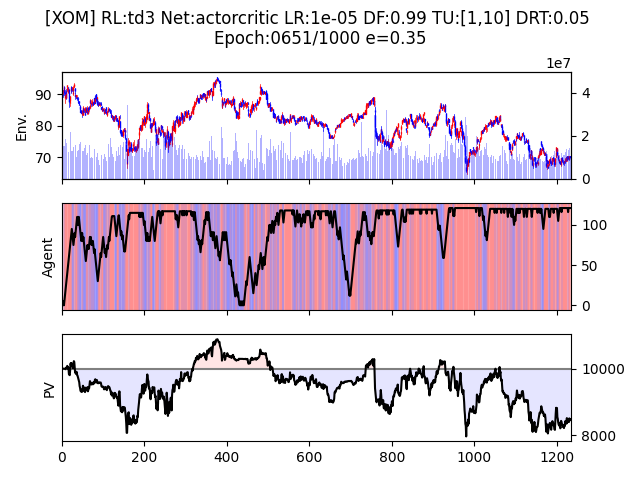 [XOM] RL:td3 Net:actorcritic LR:1e-05 DF:0.99 TU:[1,10] DRT:0.05
Epoch:0651/1000 e=0.35
1e7
Env.
90
80
70
4
2
0
Agent
100
50
0
PV
10000
8000
0 200 400 600 800 1000 1200